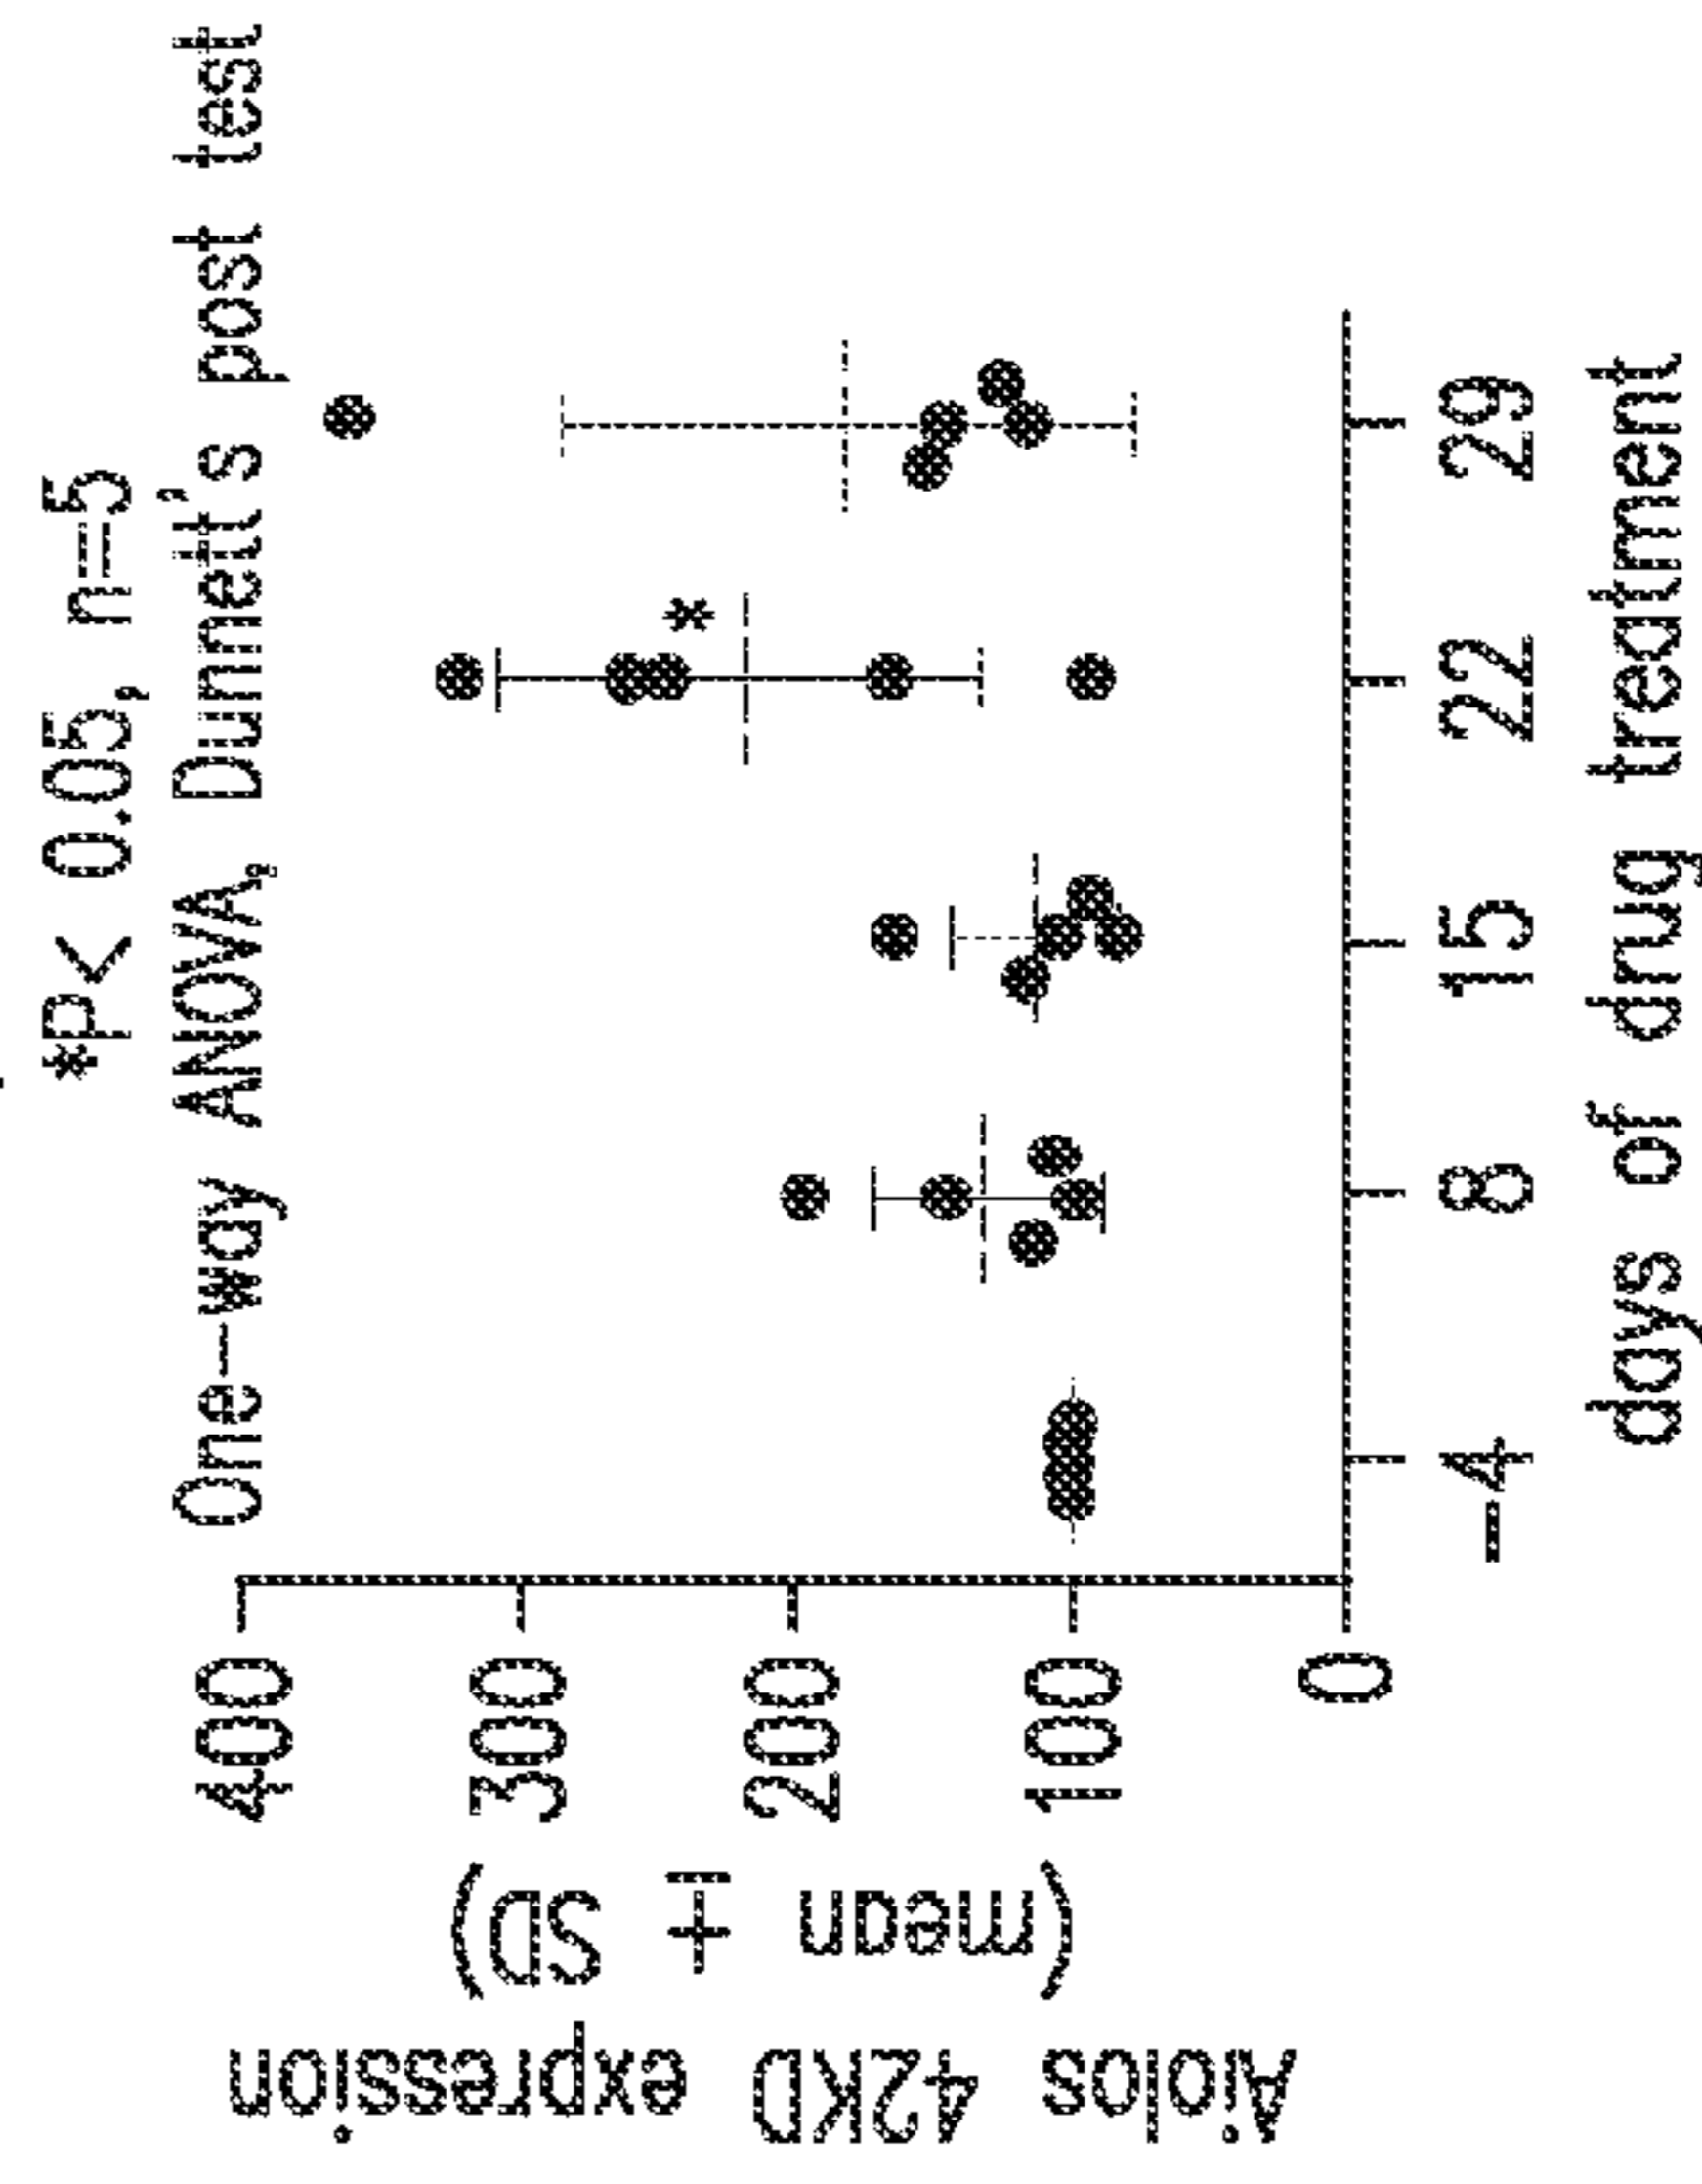 *P< 0.05, n=5
One-way ANOVA, Dunnett's post test
Aiolos 42KD expression
(mean ± SD)
400
300
200
100
0
*
-4 8 15 22 29
days of drug treatment